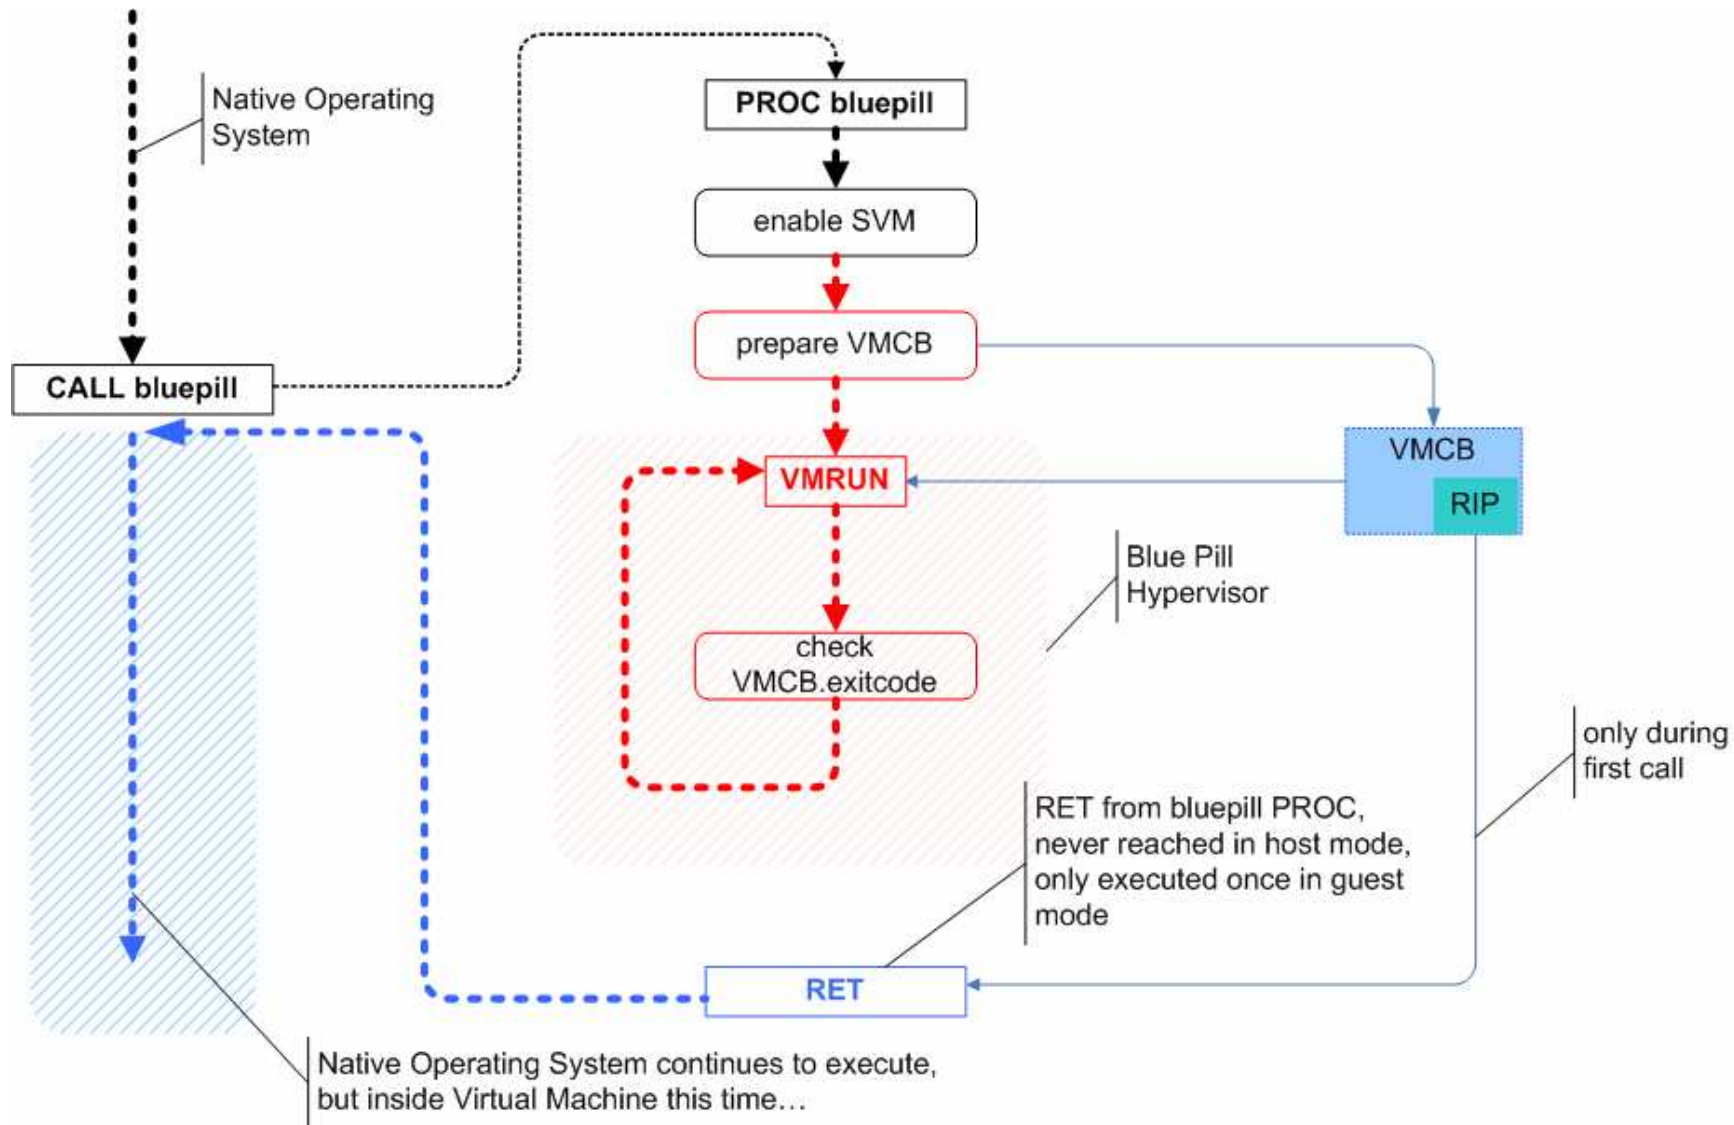 Native Operating
System
PROC bluepill
enable SVM
prepare VMCB
CALL bluepill
VMCB
VMRUN
RIP
Blue Pill
Hypervisor
check
VMCB.exitcode
only during
first call
RET from bluepill PROC,
never reached in host mode,
only executed once in guest
mode
RET
Native Operating System continues to execute,
but inside Virtual Machine this time…